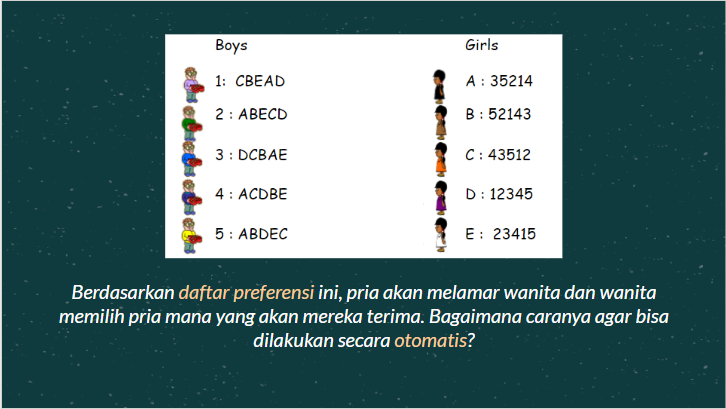 Boys Girls
1: CBEAD A : 35214
2 : ABECD B : 52143
3 : DCBAE C : 43512
4 : ACDBE D : 12345
5 : ABDEC E : 23415
Berdasarkan daftar preferensi ini, pria akan melamar wanita dan wanita
memilih pria mana yang akan mereka terima. Bagaimana caranya agar bisa
dilakukan secara otomatis?